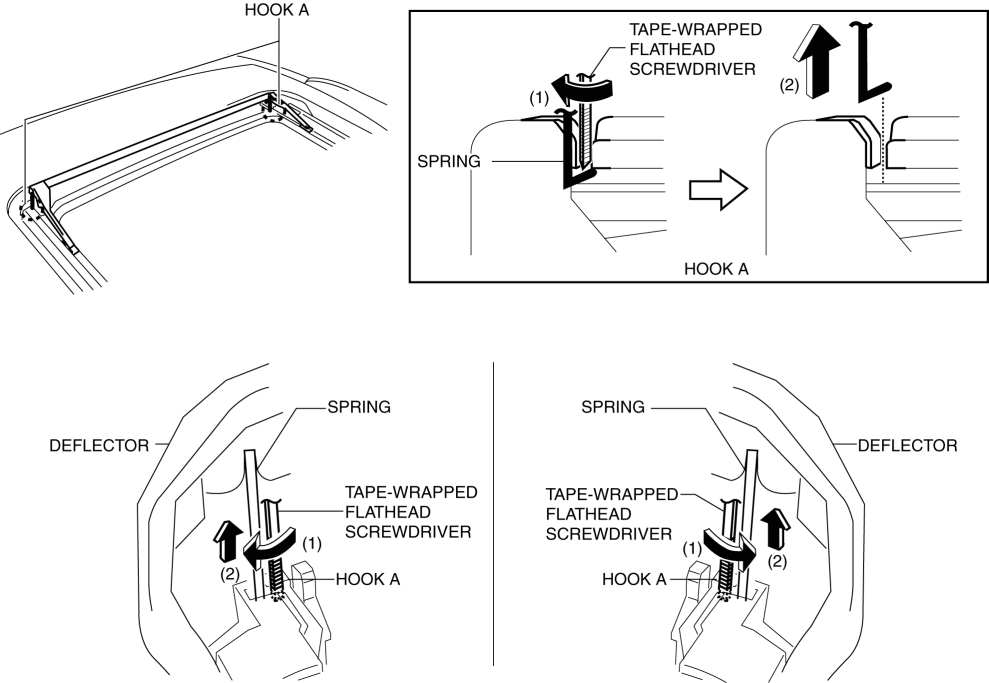 HOOK A
TAPE-WRAPPED
FLATHEAD
SCREWDRIVER
(1)
(2)
SPRING
HOOK A
SPRING
DEFLECTOR
TAPE-WRAPPED
FLATHEAD
SCREWDRIVER
(1)
(2)
HOOK A
SPRING
DEFLECTOR
TAPE-WRAPPED
FLATHEAD
SCREWDRIVER
(1)
(2)
HOOK A